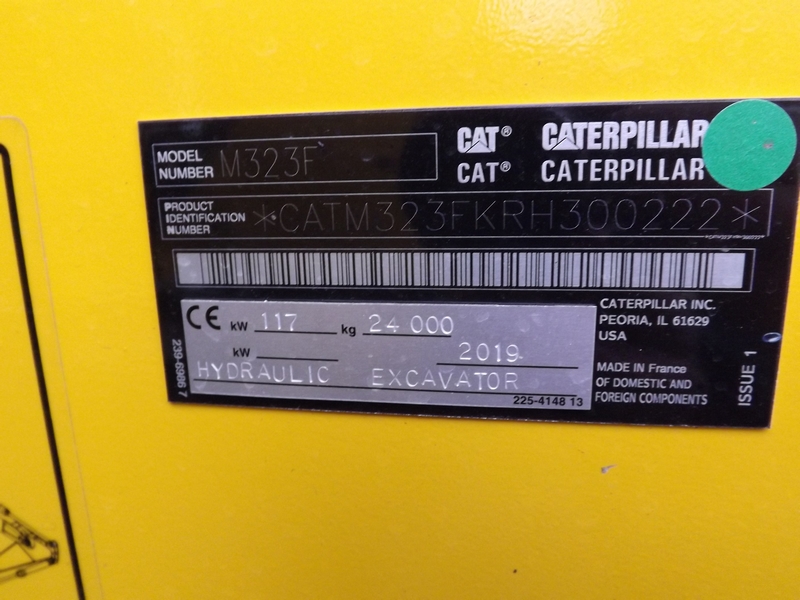 MODEL NUMBER M323F
CAT® CATERPILLAR
CAT® CATERPILLAR
PRODUCT IDENTIFICATION NUMBER *CATM323FKRH300222*
CE kW 117 kg 24 000
kW 2019
HYDRAULIC EXCAVATOR
225-4148 13
239-6986 7
CATERPILLAR INC.
PEORIA, IL 61629
USA
MADE IN France
OF DOMESTIC AND
FOREIGN COMPONENTS
ISSUE 1